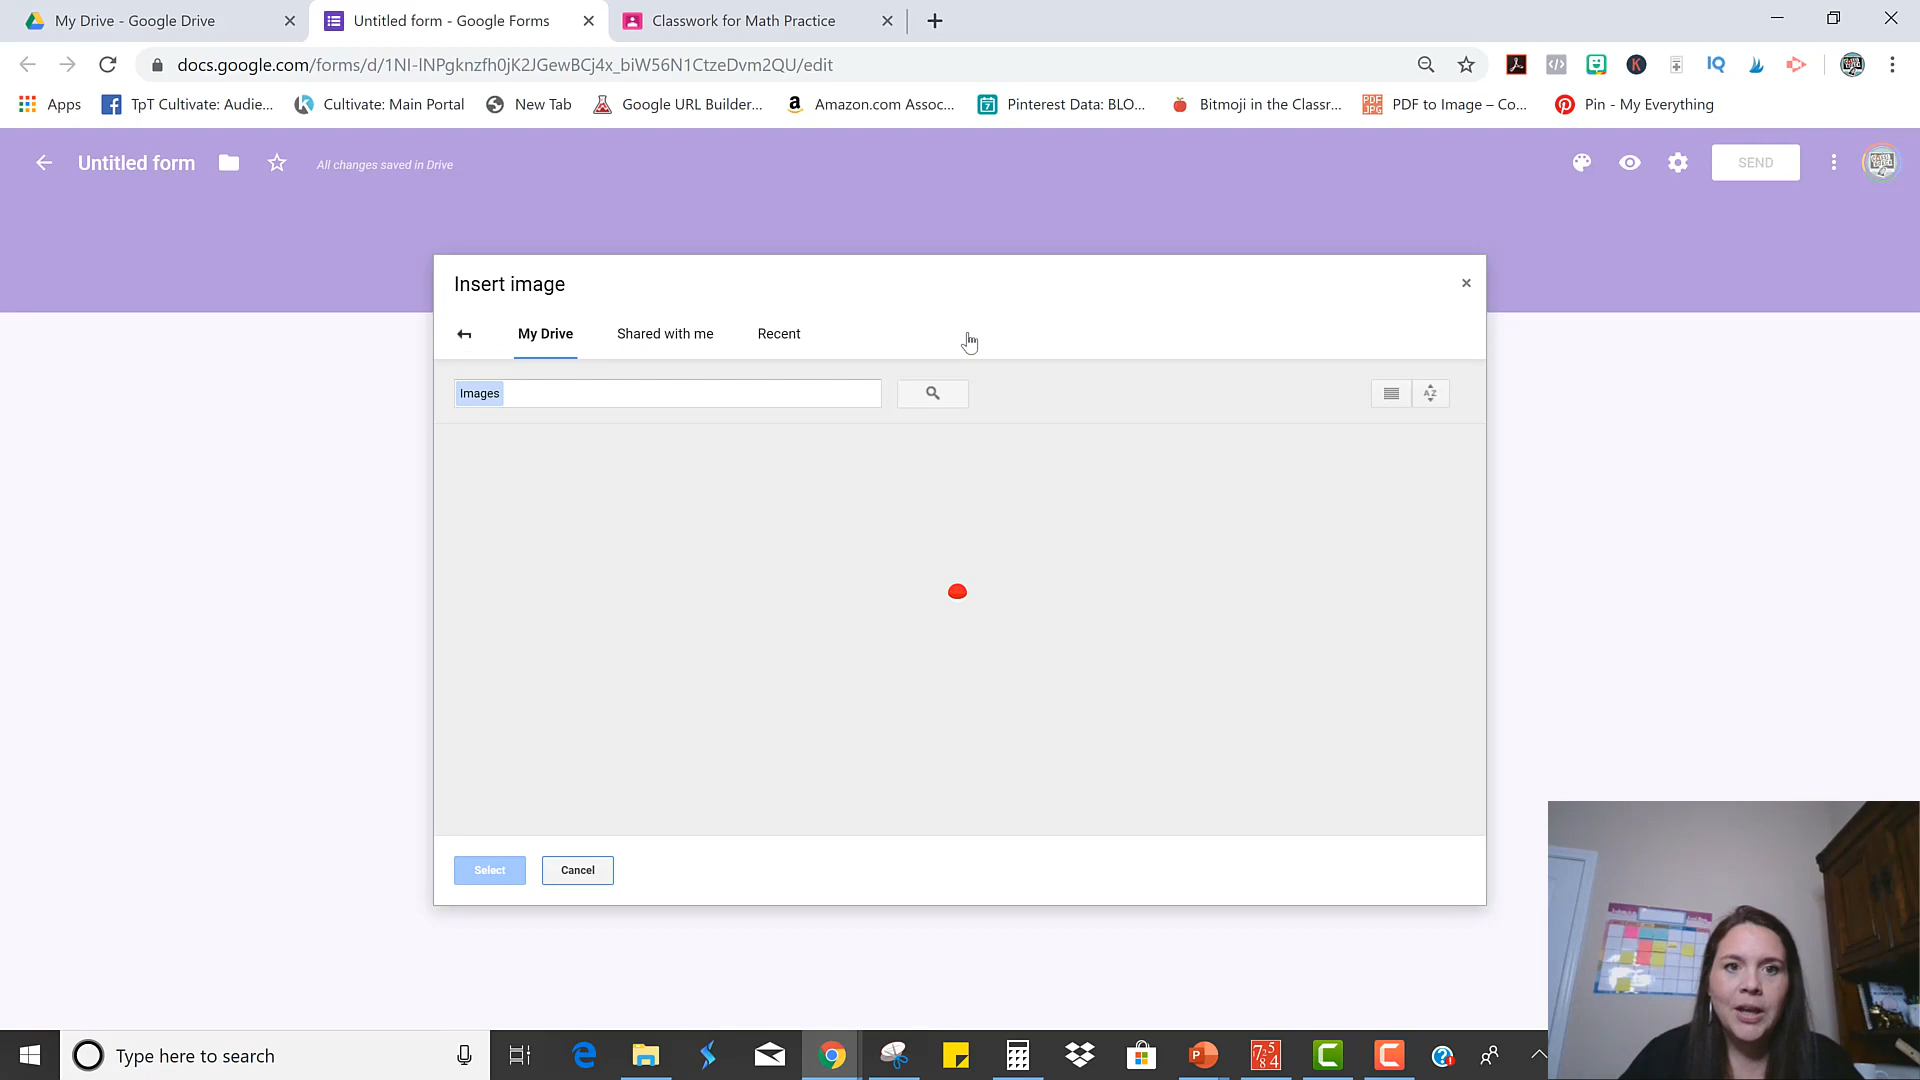 My Drive - Google Drive
Untitled form - Google Forms
Classwork for Math Practice
docs.google.com/forms/d/1NI-INPgknzfh0jK2JGewBCj4x_biW56N1CtzeDvm2QU/edit
Apps
TpT Cultivate: Audie...
Cultivate: Main Portal
New Tab
Google URL Builder...
Amazon.com Assoc...
Pinterest Data: BLO...
Bitmoji in the Classr...
PDF to Image – Co...
Pin - My Everything
Untitled form
All changes saved in Drive
SEND
Insert image
My Drive
Shared with me
Recent
Images
Select
Cancel
Type here to search